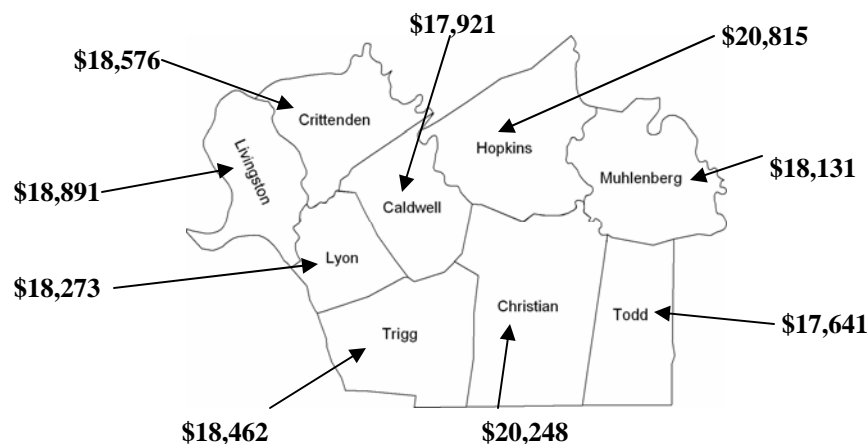 $17,921
$20,815
$18,576
Crittenden
Hopkins
Livingston
$18,131
Muhlenberg
$18,891
Caldwell
Lyon
$18,273
Christian
Todd
$17,641
Trigg
$18,462
$20,248